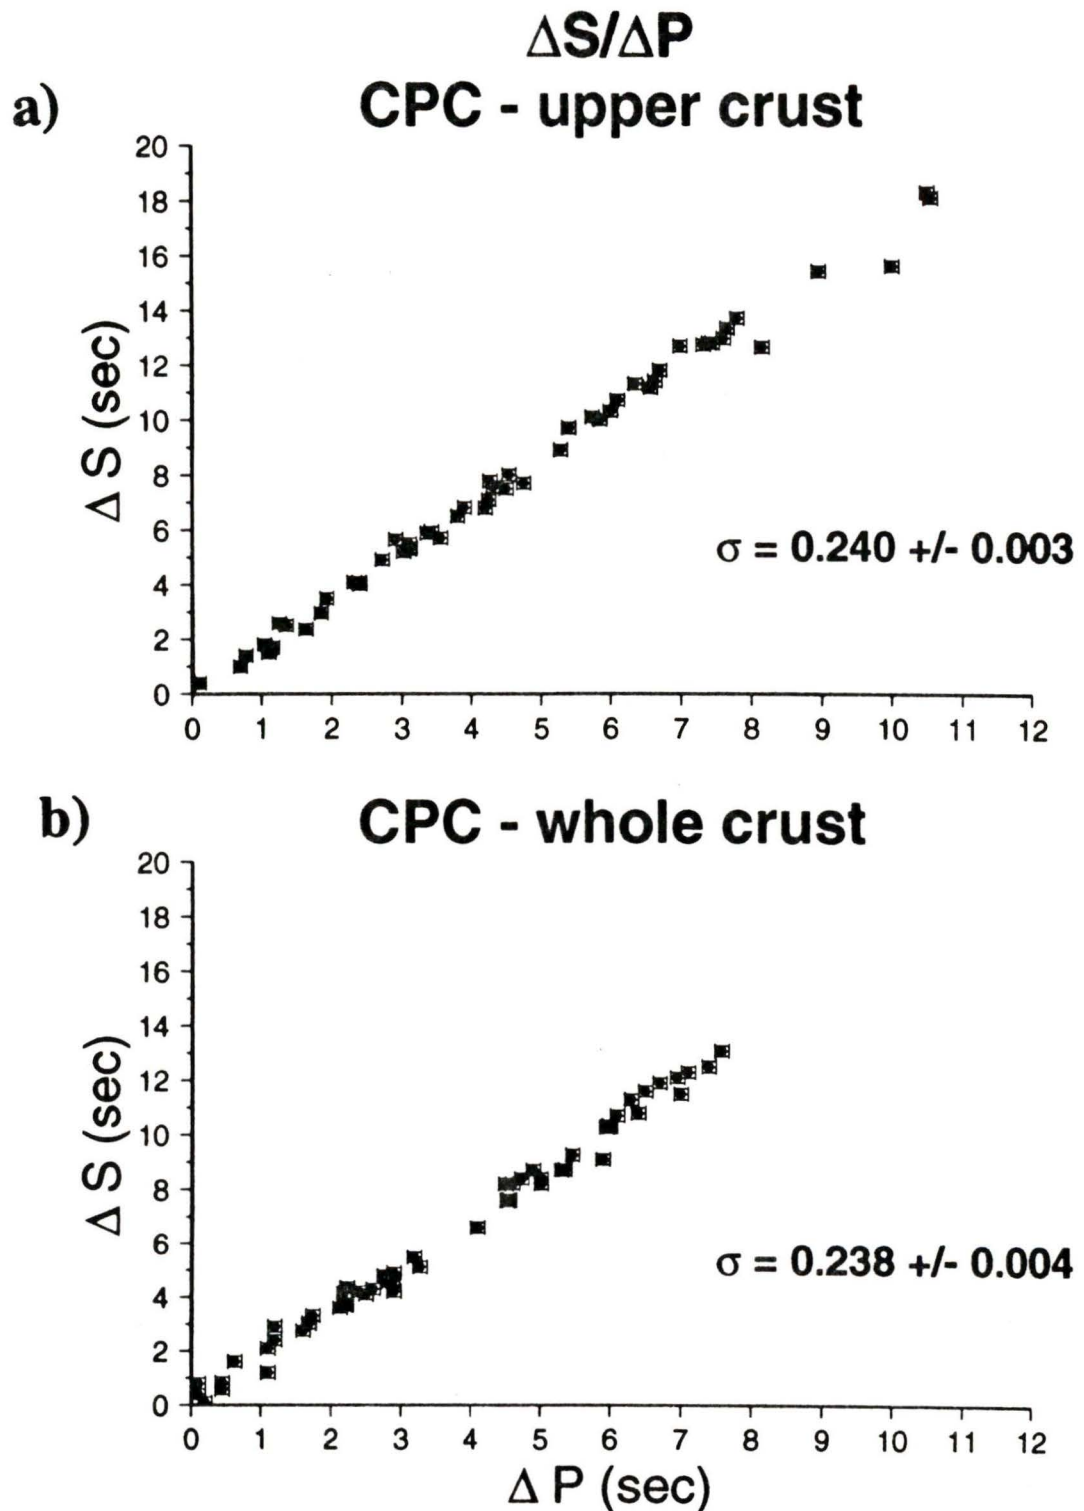 ΔS/ΔP
a) CPC - upper crust
20
18
16
14
12
10
8
6
4
2
0
Δ S (sec)
σ = 0.240 +/- 0.003
0 1 2 3 4 5 6 7 8 9 10 11 12
b) CPC - whole crust
20
18
16
14
12
10
8
6
4
2
0
Δ S (sec)
σ = 0.238 +/- 0.004
0 1 2 3 4 5 6 7 8 9 10 11 12
Δ P (sec)